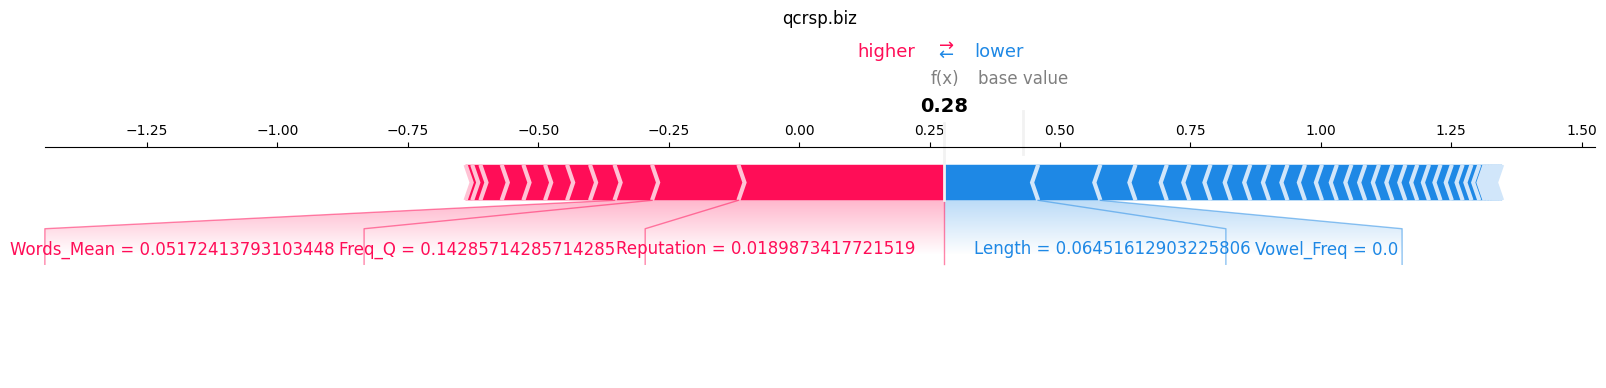 qcrsp.biz
higher ⇄ lower
f(x) base value
0.28
−1.25 −1.00 −0.75 −0.50 −0.25 0.00 0.25 0.50 0.75 1.00 1.25 1.50
Words_Mean = 0.05172413793103448 Freq_Q = 0.14285714285714285 Reputation = 0.0189873417721519 Length = 0.06451612903225806 Vowel_Freq = 0.0